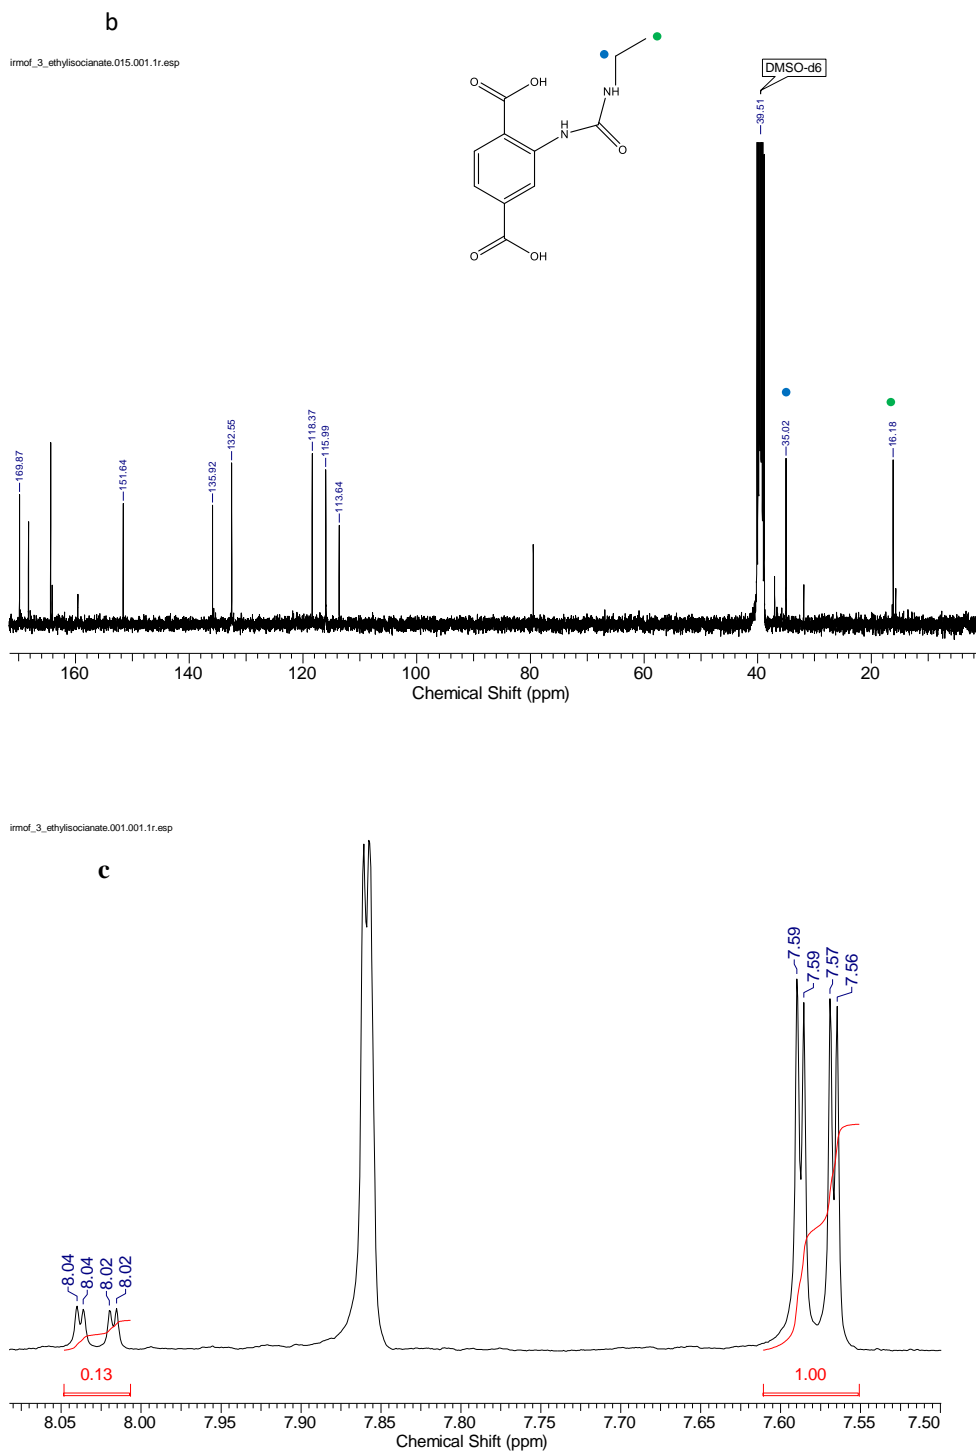 b
irmof_3_ethylisocianate.015.001.1r.esp
O
OH
NH
H
N
O
O
OH
DMSO-d6
39.51
169.87
151.64
135.92
132.55
118.37
115.99
113.64
35.02
16.18
160 140 120 100 80 60 40 20
Chemical Shift (ppm)
irmof_3_ethylisocianate.001.001.1r.esp
c
8.04
8.04
8.02
8.02
7.59
7.59
7.57
7.56
0.13
1.00
8.05 8.00 7.95 7.90 7.85 7.80 7.75 7.70 7.65 7.60 7.55 7.50
Chemical Shift (ppm)